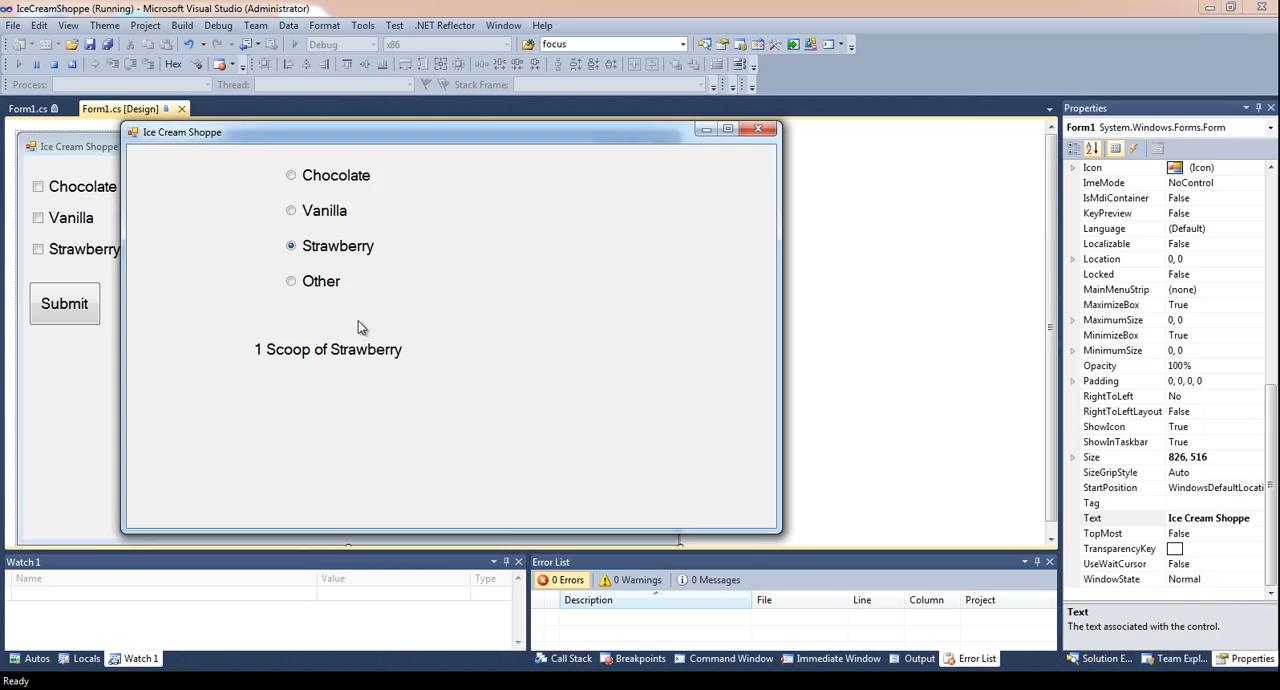 IceCreamShoppe (Running) - Microsoft Visual Studio (Administrator)
File Edit View Theme Project Build Debug Team Data Format Tools Test .NET Reflector Window Help
Debug x86 focus
Hex
Process: Thread: Stack Frame:
Form1.cs Form1.cs [Design]
Ice Cream Shoppe
Chocolate
Vanilla
Strawberry
Submit
Ice Cream Shoppe
Chocolate
Vanilla
Strawberry
Other
1 Scoop of Strawberry
Properties
Form1 System.Windows.Forms.Form
Icon (Icon)
ImeMode NoControl
IsMdiContainer False
KeyPreview False
Language (Default)
Localizable False
Location 0, 0
Locked False
MainMenuStrip (none)
MaximizeBox True
MaximumSize 0, 0
MinimizeBox True
MinimumSize 0, 0
Opacity 100%
Padding 0, 0, 0, 0
RightToLeft No
RightToLeftLayout False
ShowIcon True
ShowInTaskbar True
Size 826, 516
SizeGripStyle Auto
StartPosition WindowsDefaultLocati
Tag
Text Ice Cream Shoppe
TopMost False
TransparencyKey
UseWaitCursor False
WindowState Normal
Text
The text associated with the control.
Watch 1
Name Value Type
Error List
0 Errors 0 Warnings 0 Messages
Description File Line Column Project
Autos Locals Watch 1
Call Stack Breakpoints Command Window Immediate Window Output Error List
Solution E... Team Expl... Properties
Ready